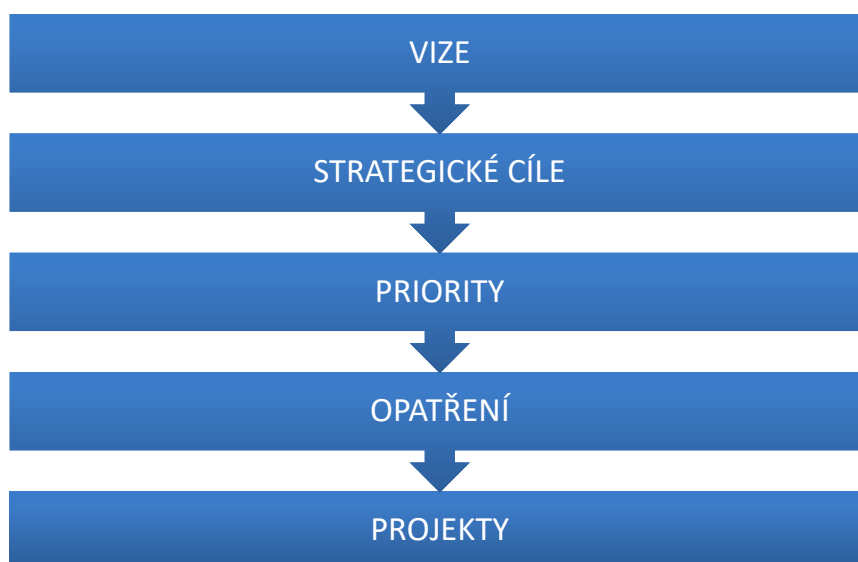 VIZE
STRATEGICKÉ CÍLE
PRIORITY
OPATŘENÍ
PROJEKTY